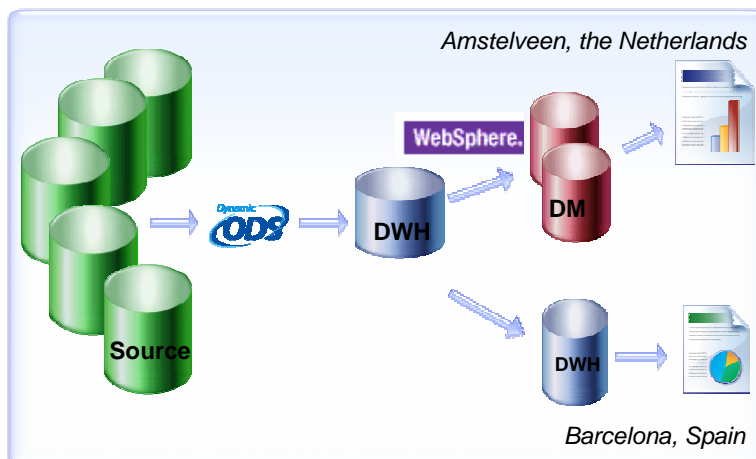 Amstelveen, the Netherlands
WebSphere.
Dynamic
ODS
DWH
DM
Source
DWH
Barcelona, Spain